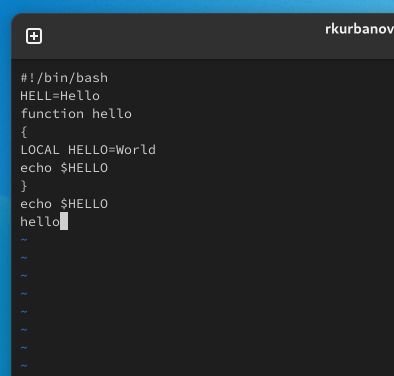 rkurbanov
#!/bin/bash
HELL=Hello
function hello
{
LOCAL HELLO=World
echo $HELLO
}
echo $HELLO
hello
~
~
~
~
~
~
~
~